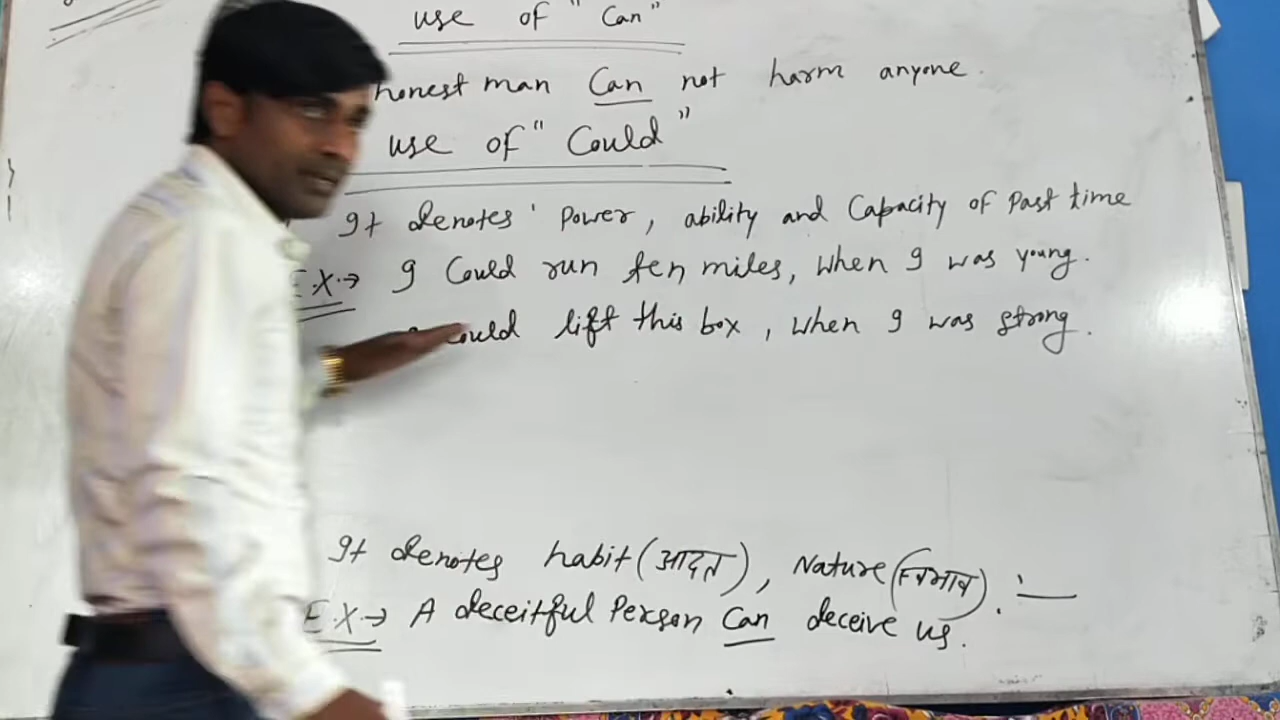 use of "Can"
honest man Can not harm anyone.
use of "Could"
It denotes' Power, ability and Capacity of Past time
EX.→ I Could run ten miles, when I was young.
Could lift this box, when I was strong.
It denotes habit (आदत), Nature (स्वभाव). :—
EX.→ A deceitful Person Can deceive us.